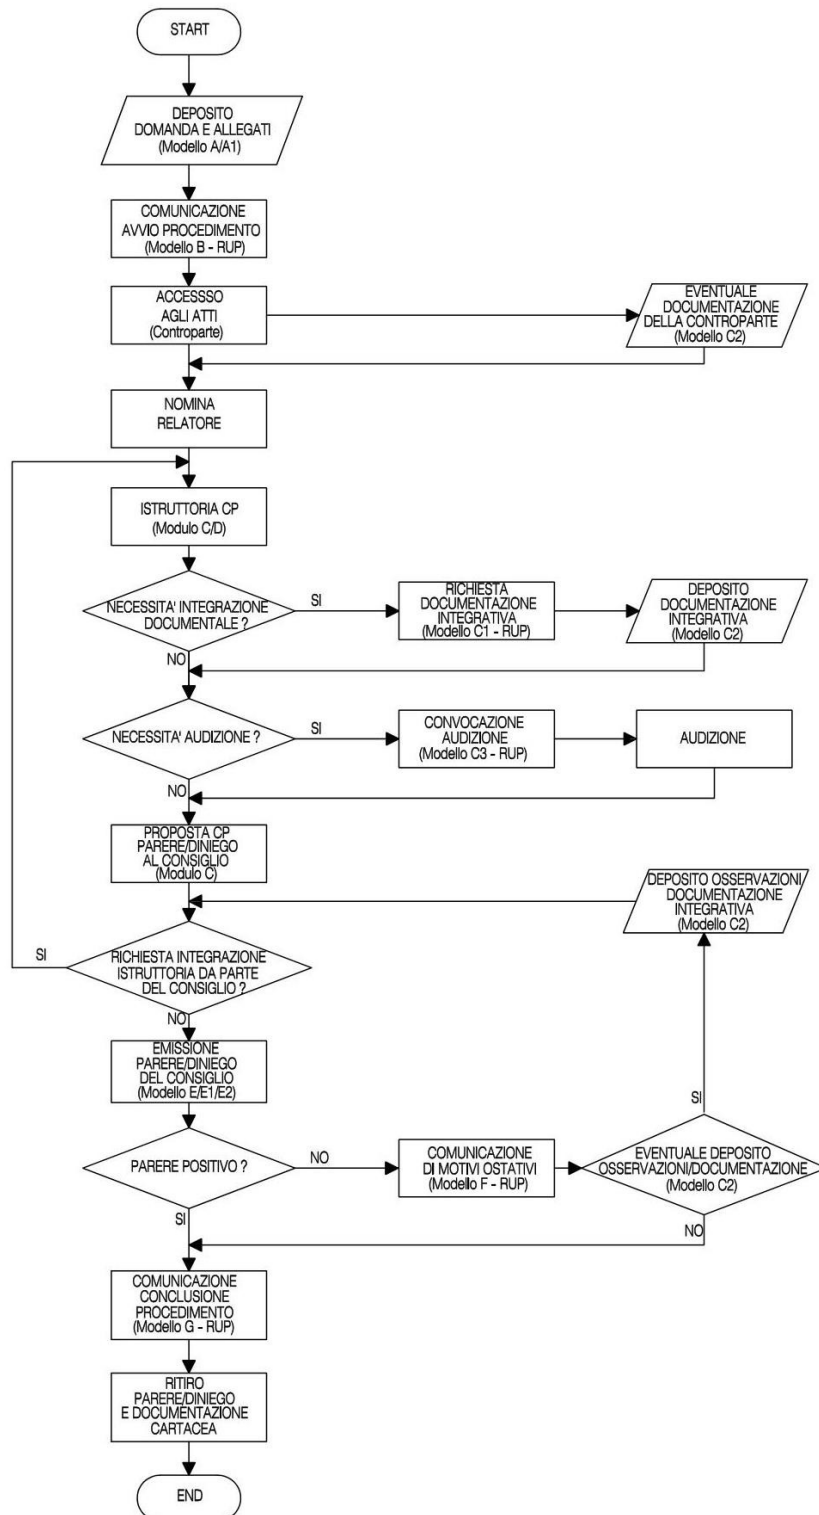 START
DEPOSITO
DOMANDA E ALLEGATI
(Modello A/A1)
COMUNICAZIONE
AVVIO PROCEDIMENTO
(Modello B - RUP)
ACCESSSO
AGLI ATTI
(Controparte)
EVENTUALE
DOCUMENTAZIONE
DELLA CONTROPARTE
(Modello C2)
NOMINA
RELATORE
ISTRUTTORIA CP
(Modulo C/D)
NECESSITA' INTEGRAZIONE
DOCUMENTALE ?
SI
RICHIESTA
DOCUMENTAZIONE
INTEGRATIVA
(Modello C1 - RUP)
DEPOSITO
DOCUMENTAZIONE
INTEGRATIVA
(Modello C2)
NO
NECESSITA' AUDIZIONE ?
SI
CONVOCAZIONE
AUDIZIONE
(Modello C3 - RUP)
AUDIZIONE
NO
PROPOSTA CP
PARERE/DINIEGO
AL CONSIGLIO
(Modulo C)
DEPOSITO OSSERVAZIONI
DOCUMENTAZIONE
INTEGRATIVA
(Modello C2)
SI
RICHIESTA INTEGRAZIONE
ISTRUTTORIA DA PARTE
DEL CONSIGLIO ?
NO
EMISSIONE
PARERE/DINIEGO
DEL CONSIGLIO
(Modello E/E1/E2)
SI
PARERE POSITIVO ?
NO
COMUNICAZIONE
DI MOTIVI OSTATIVI
(Modello F - RUP)
EVENTUALE DEPOSITO
OSSERVAZIONI/DOCUMENTAZIONE
(Modello C2)
SI
NO
COMUNICAZIONE
CONCLUSIONE
PROCEDIMENTO
(Modello G - RUP)
RITIRO
PARERE/DINIEGO
E DOCUMENTAZIONE
CARTACEA
END